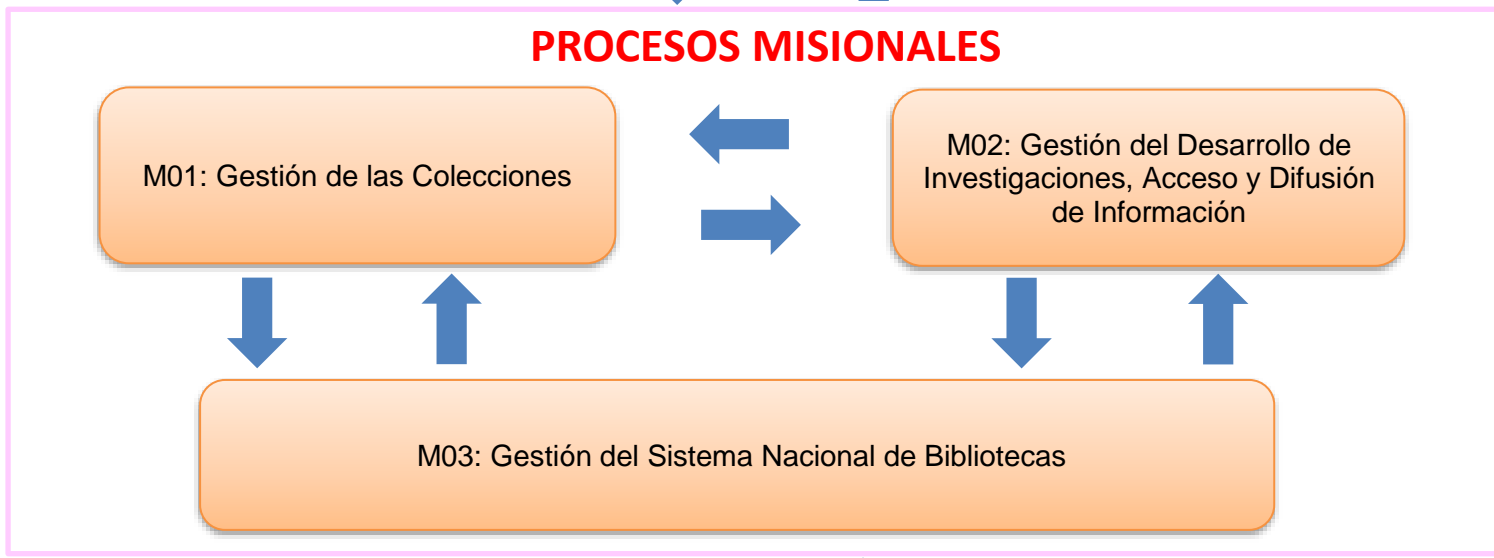 PROCESOS MISIONALES
M01: Gestión de las Colecciones
M02: Gestión del Desarrollo de
Investigaciones, Acceso y Difusión
de Información
M03: Gestión del Sistema Nacional de Bibliotecas